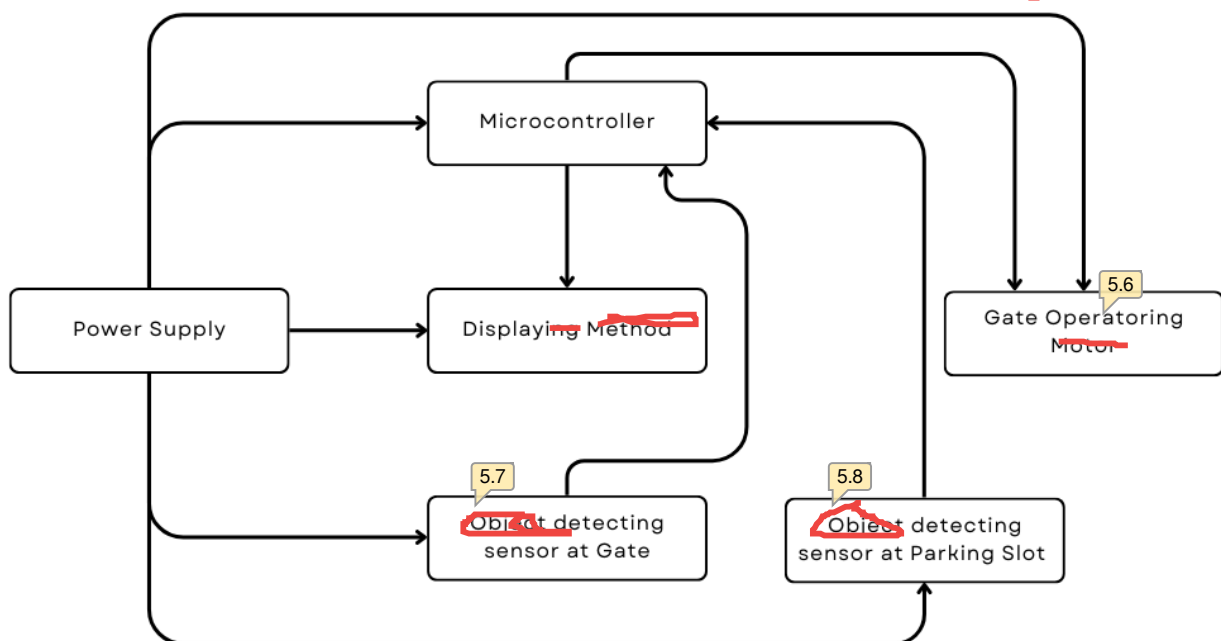 Microcontroller
Power Supply
Displaying Method
5.6
Gate Operatoring
Motor
5.7
Object detecting
sensor at Gate
5.8
Object detecting
sensor at Parking Slot